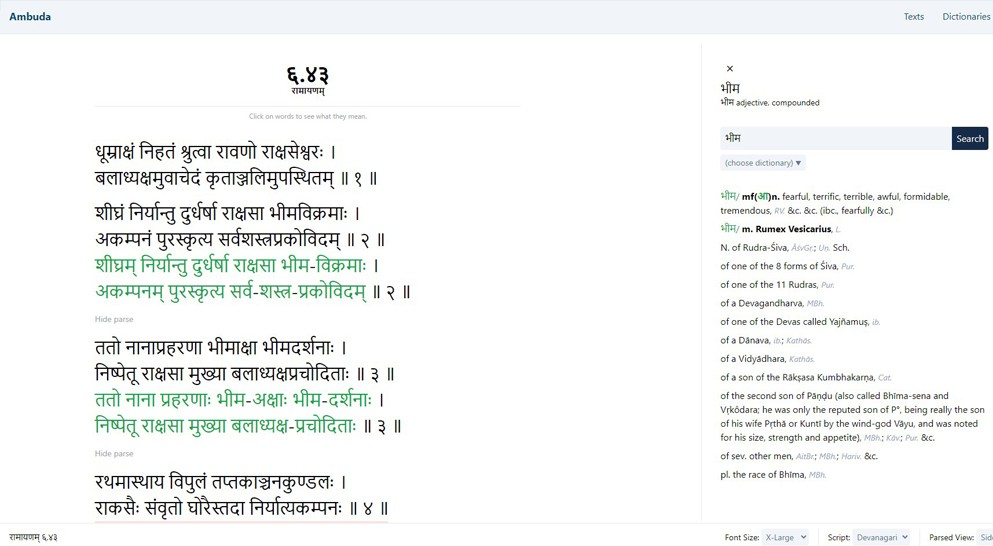 Ambuda
Texts
Dictionaries
६.४३
रामायणम्
Click on words to see what they mean.
धूम्राक्षं निहतं श्रुत्वा रावणो राक्षसेश्वरः ।
बलाध्यक्षमुवाचेदं कृताञ्जलिमुपस्थितम् ॥ १ ॥
शीघ्रं निर्यान्तु दुर्धर्षा राक्षसा भीमविक्रमाः ।
अकम्पनं पुरस्कृत्य सर्वशस्त्रप्रकोविदम् ॥ २ ॥
शीघ्रम् निर्यान्तु दुर्धर्षाः राक्षसा भीम-विक्रमाः ।
अकम्पनम् पुरस्कृत्य सर्व-शस्त्र-प्रकोविदम् ॥ २ ॥
Hide parse
ततो नानाप्रहरणा भीमाक्षा भीमदर्शनाः ।
निष्पेतू राक्षसा मुख्या बलाध्यक्षप्रचोदिताः ॥ ३ ॥
ततो नाना प्रहरणाः भीम-अक्षाः भीम-दर्शनाः ।
निष्पेतू राक्षसा मुख्या बलाध्यक्ष-प्रचोदिताः ॥ ३ ॥
Hide parse
रथमास्थाय विपुलं तप्तकाञ्चनकुण्डलः ।
राकसैः संवृतो घोरैस्तदा निर्यात्यकम्पनः ॥ ४ ॥
×
भीम
भीम adjective, compounded
भीम
Search
(choose dictionary) ▼
भीम/ mf(आ)n. fearful, terrific, terrible, awful, formidable,
tremendous, RV. &c. &c. (ibc., fearfully &c.)
भीम/ m. Rumex Vesicarius, L.
N. of Rudra-Śiva, ĀśvGr.; Un. Sch.
of one of the 8 forms of Śiva, Pur.
of one of the 11 Rudras, Pur.
of a Devagandharva, MBh.
of one of the Devas called Yajñamuṣ, ib.
of a Dānava, ib.; Kathās.
of a Vidyādhara, Kathās.
of a son of the Rākṣasa Kumbhakarṇa, Cat.
of the second son of Pāṇḍu (also called Bhīma-sena and
Vṛkôdara; he was only the reputed son of P°, being really the son
of his wife Pṛthā or Kuntī by the wind-god Vāyu, and was noted
for his size, strength and appetite), MBh.; Kāv.; Pur. &c.
of sev. other men, AitBr.; MBh.; Hariv. &c.
pl. the race of Bhīma, MBh.
रामायणम् ६.४३
Font Size: X-Large
Script: Devanagari
Parsed View: Sid